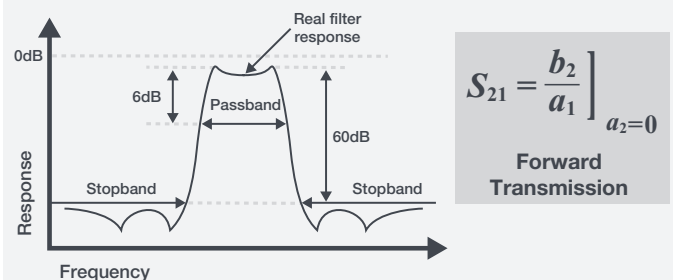 Real filter
response
0dB
6dB
Passband
60dB
Stopband
Stopband
Response
Frequency
S21 = b2/a1 ] a2=0
Forward
Transmission